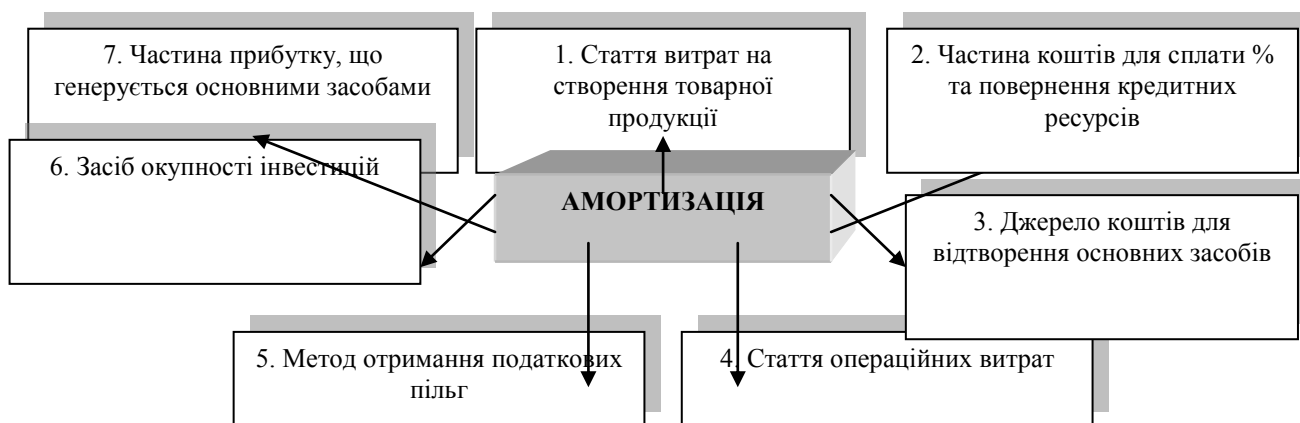 7. Частина прибутку, що
генерується основними засобами
1. Стаття витрат на
створення товарної
продукції
2. Частина коштів для сплати %
та повернення кредитних
ресурсів
6. Засіб окупності інвестицій
АМОРТИЗАЦІЯ
3. Джерело коштів для
відтворення основних засобів
5. Метод отримання податкових
пільг
4. Стаття операційних витрат